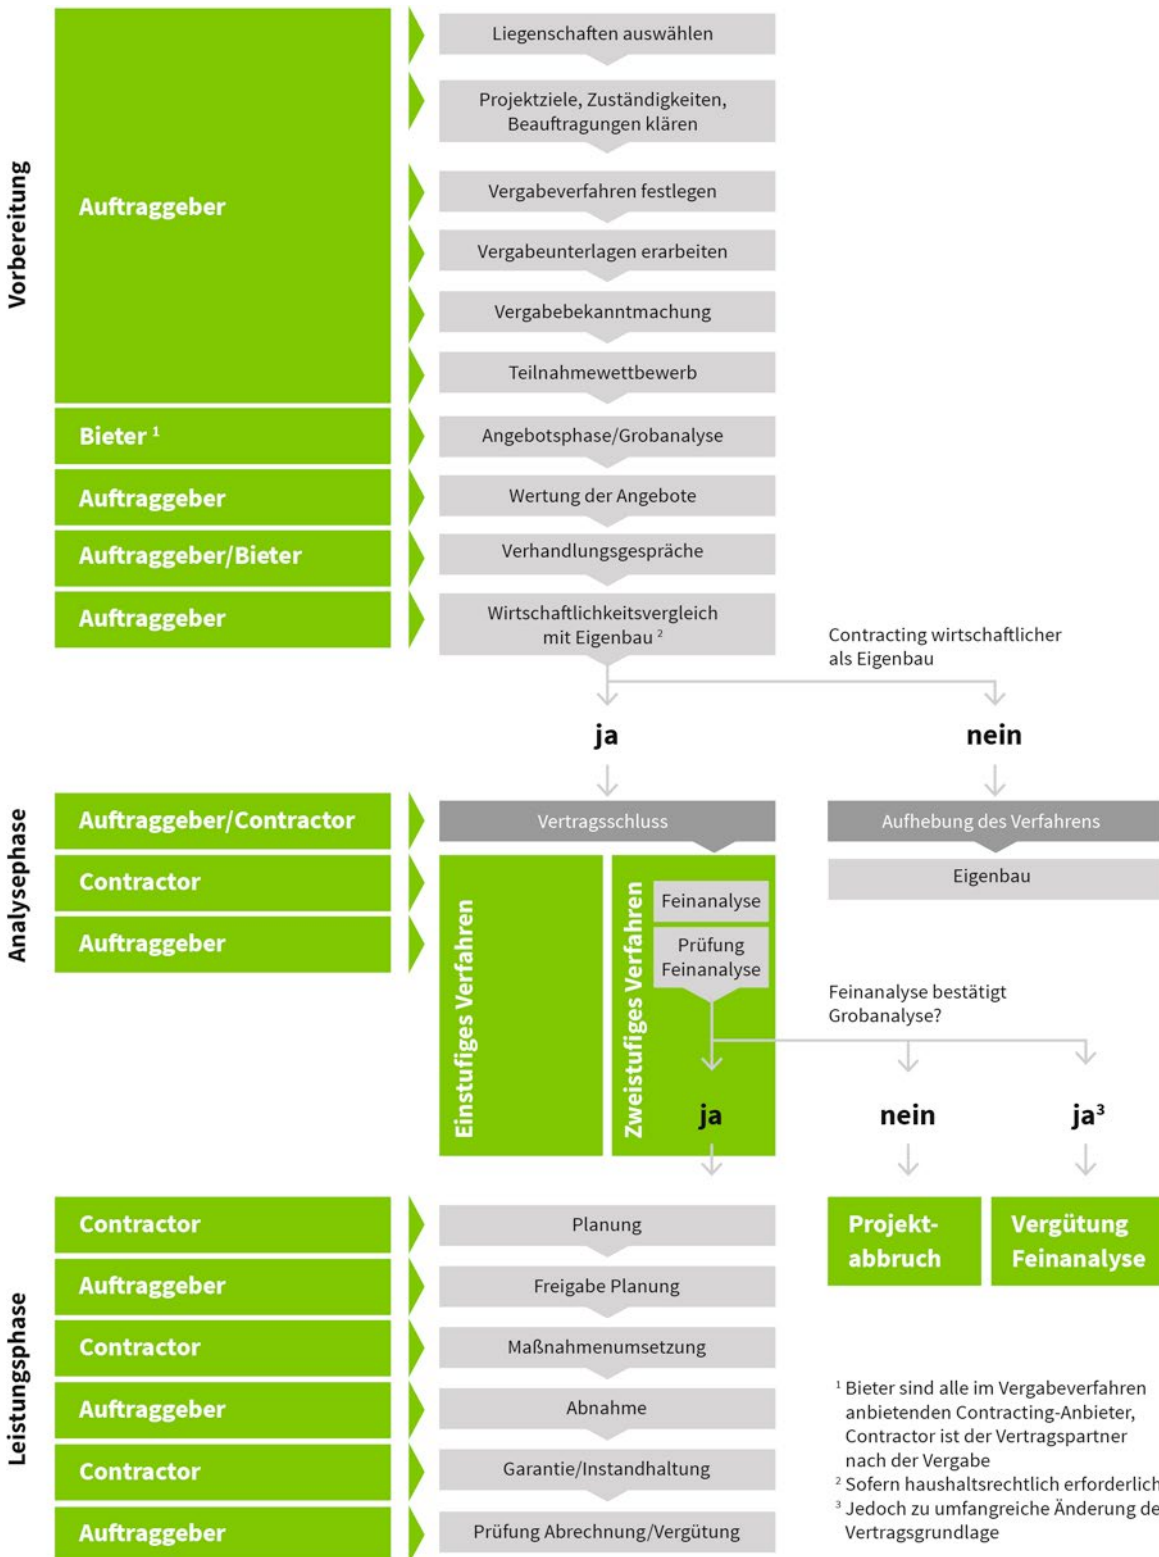 Vorbereitung
Auftraggeber
Liegenschaften auswählen
Projektziele, Zuständigkeiten,
Beauftragungen klären
Vergabeverfahren festlegen
Vergabeunterlagen erarbeiten
Vergabebekanntmachung
Teilnahmewettbewerb
Bieter ¹
Angebotsphase/Grobanalyse
Auftraggeber
Wertung der Angebote
Auftraggeber/Bieter
Verhandlungsgespräche
Auftraggeber
Wirtschaftlichkeitsvergleich
mit Eigenbau ²
Contracting wirtschaftlicher
als Eigenbau
ja
nein
Analysephase
Auftraggeber/Contractor
Vertragsschluss
Aufhebung des Verfahrens
Contractor
Eigenbau
Auftraggeber
Einstufiges Verfahren
Zweistufiges Verfahren
Feinanalyse
Prüfung
Feinanalyse
Feinanalyse bestätigt
Grobanalyse?
ja
nein
ja³
Projekt-
abbruch
Vergütung
Feinanalyse
Leistungsphase
Contractor
Planung
Auftraggeber
Freigabe Planung
Contractor
Maßnahmenumsetzung
Auftraggeber
Abnahme
Contractor
Garantie/Instandhaltung
Auftraggeber
Prüfung Abrechnung/Vergütung
¹ Bieter sind alle im Vergabeverfahren
anbietenden Contracting-Anbieter,
Contractor ist der Vertragspartner
nach der Vergabe
² Sofern haushaltsrechtlich erforderlich
³ Jedoch zu umfangreiche Änderung de
Vertragsgrundlage